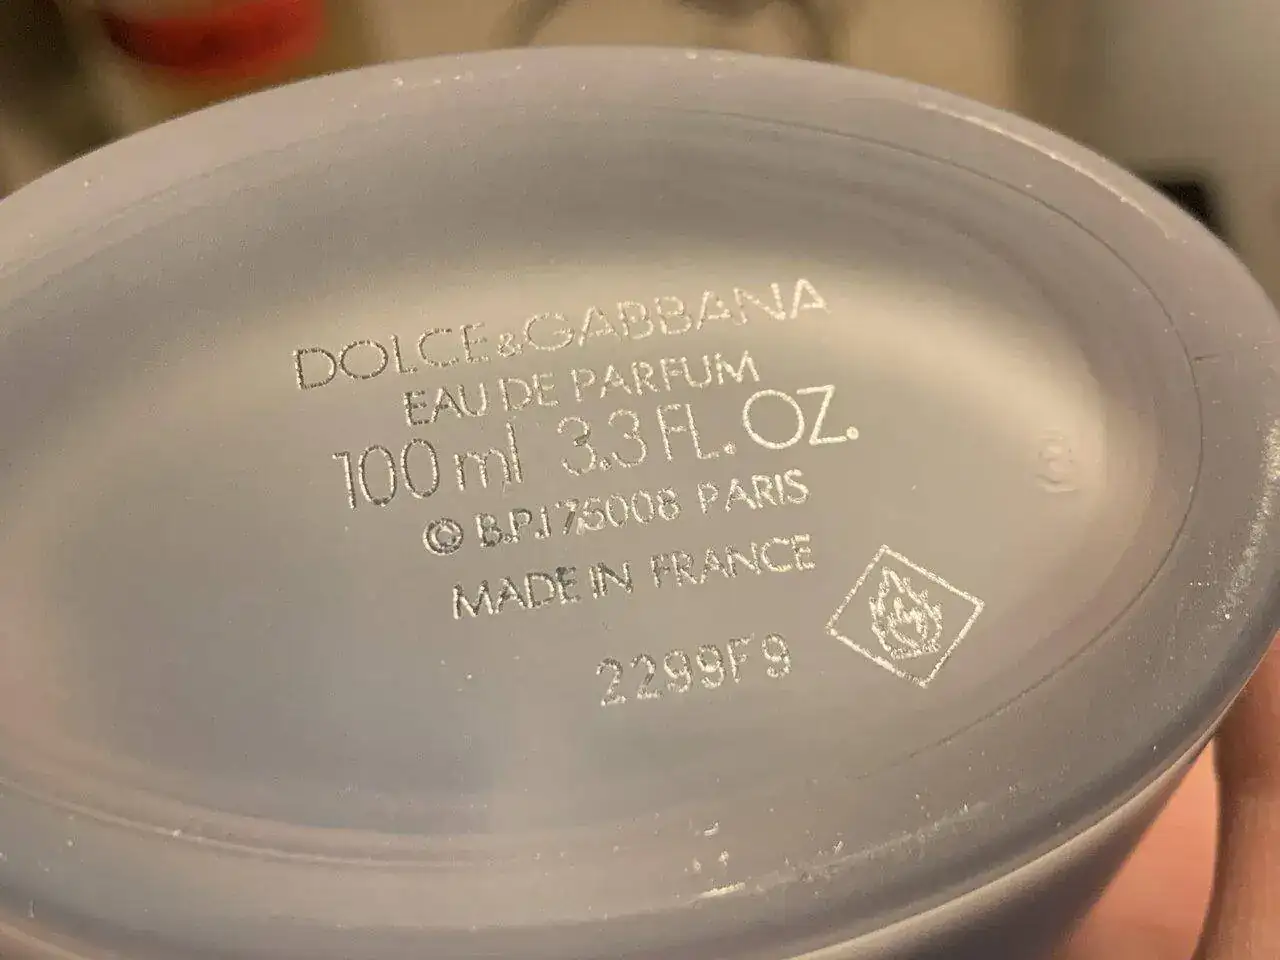 DOLCE&GABBANA
EAU DE PARFUM
100 ml 3.3 FL. OZ.
© B.P.I 75008 PARIS
MADE IN FRANCE
2299F9